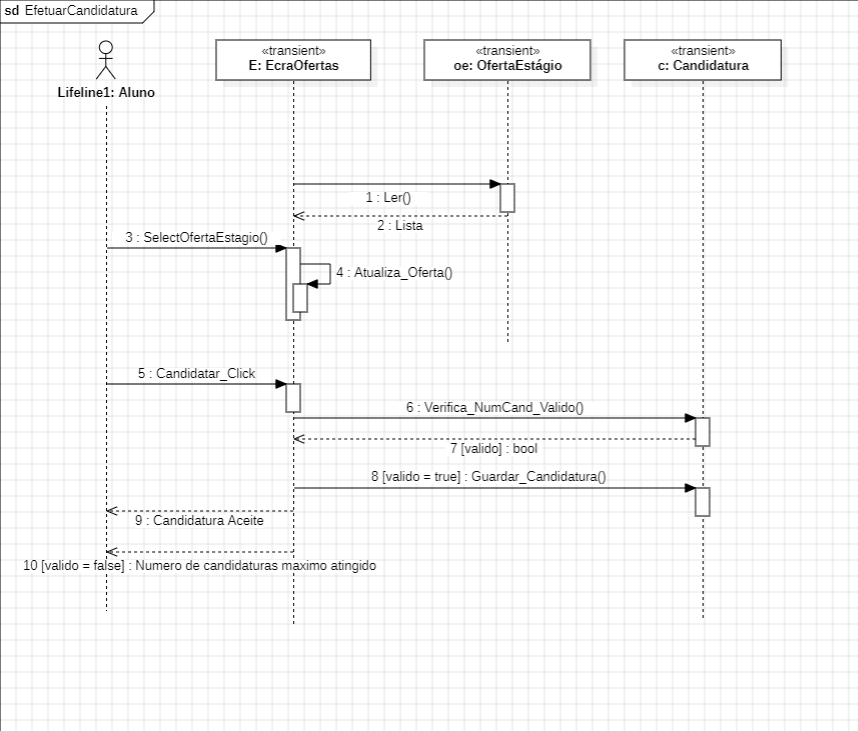 sd EfetuarCandidatura
«transient»
E: EcraOfertas
«transient»
oe: OfertaEstágio
«transient»
c: Candidatura
Lifeline1: Aluno
1 : Ler()
2 : Lista
3 : SelectOfertaEstagio()
4 : Atualiza_Oferta()
5 : Candidatar_Click
6 : Verifica_NumCand_Valido()
7 [valido] : bool
8 [valido = true] : Guardar_Candidatura()
9 : Candidatura Aceite
10 [valido = false] : Numero de candidaturas maximo atingido